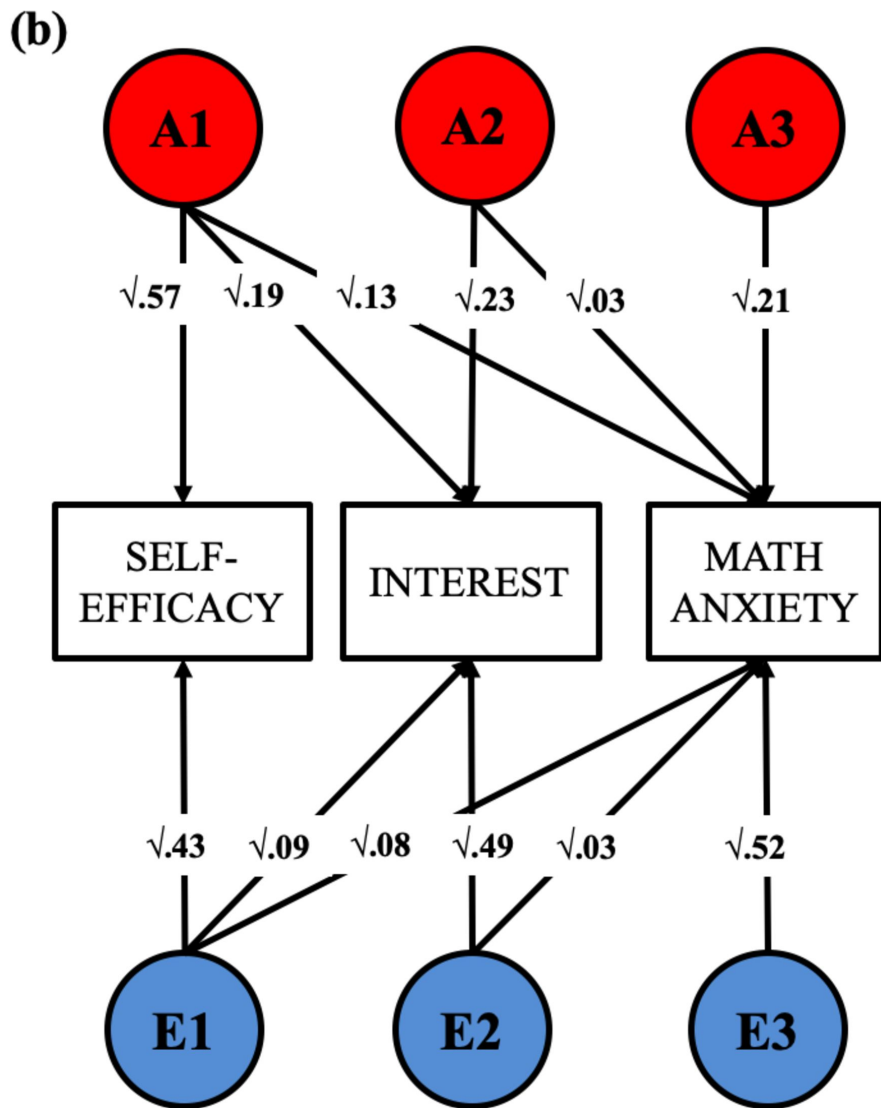 (b)
A1 A2 A3
√.57 √.19 √.13 √.23 √.03 √.21
SELF-
EFFICACY
INTEREST
MATH
ANXIETY
√.43 √.09 √.08 √.49 √.03 √.52
E1 E2 E3